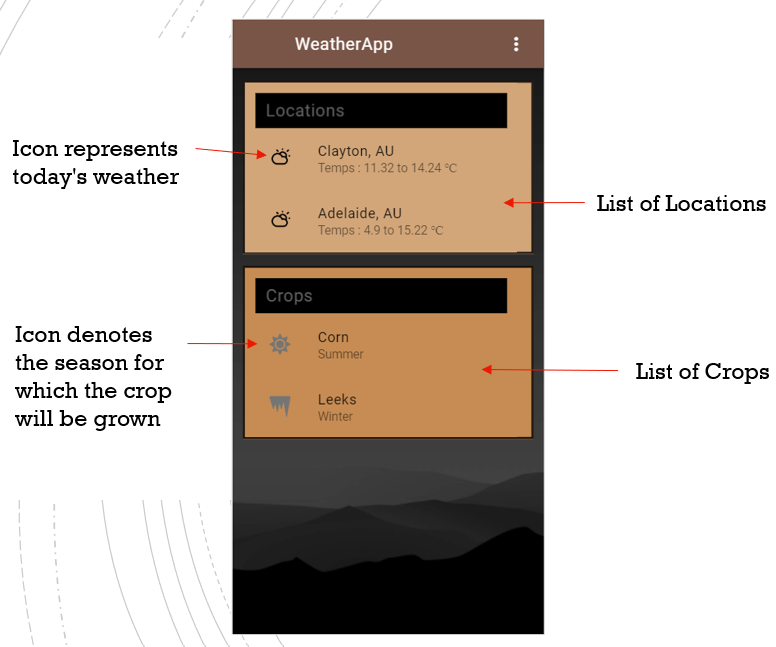 WeatherApp
Locations
Icon represents
today's weather
Clayton, AU
Temps : 11.32 to 14.24 °C
List of Locations
Adelaide, AU
Temps : 4.9 to 15.22 °C
Crops
Icon denotes
the season for
which the crop
will be grown
Corn
Summer
List of Crops
Leeks
Winter